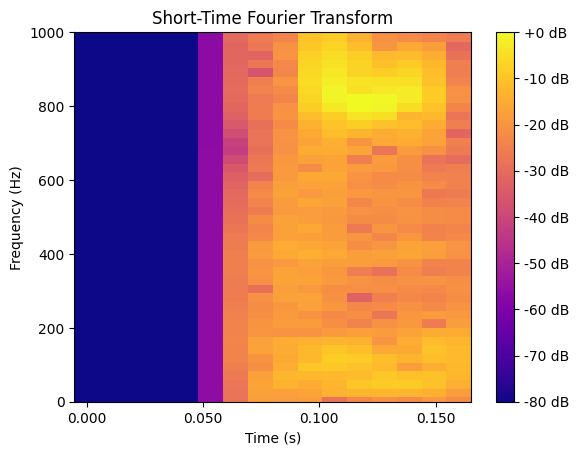 Short-Time Fourier Transform
1000
800
600
400
200
0
Frequency (Hz)
0.000
0.050
0.100
0.150
Time (s)
+0 dB
-10 dB
-20 dB
-30 dB
-40 dB
-50 dB
-60 dB
-70 dB
-80 dB